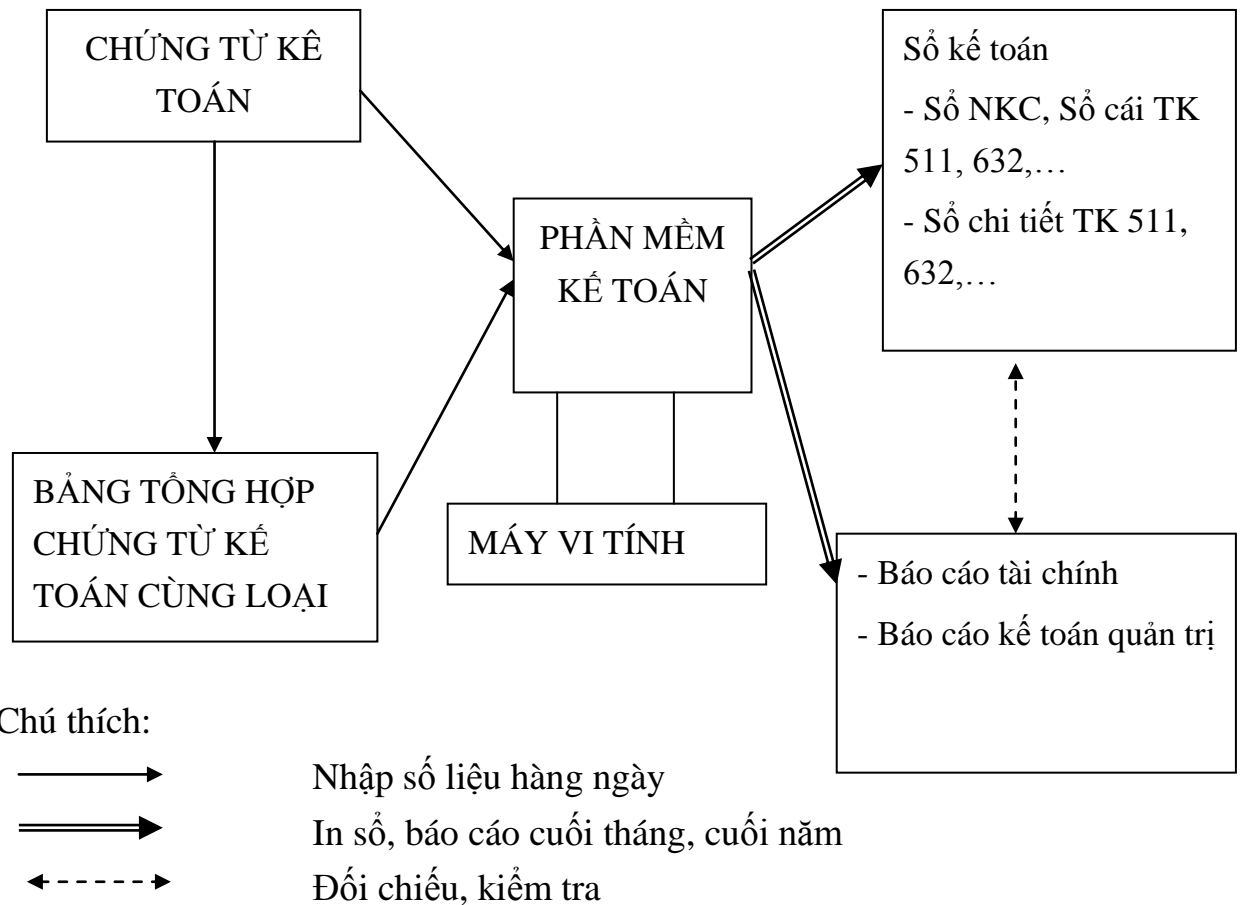 CHỨNG TỪ KÊ
TOÁN
PHẦN MỀM
KẾ TOÁN
Sổ kế toán
- Sổ NKC, Sổ cái TK
511, 632,…
- Sổ chi tiết TK 511,
632,…
BẢNG TỔNG HỢP
CHỨNG TỪ KẾ
TOÁN CÙNG LOẠI
MÁY VI TÍNH
- Báo cáo tài chính
- Báo cáo kế toán quản trị
Chú thích:
Nhập số liệu hàng ngày
In sổ, báo cáo cuối tháng, cuối năm
Đối chiếu, kiểm tra